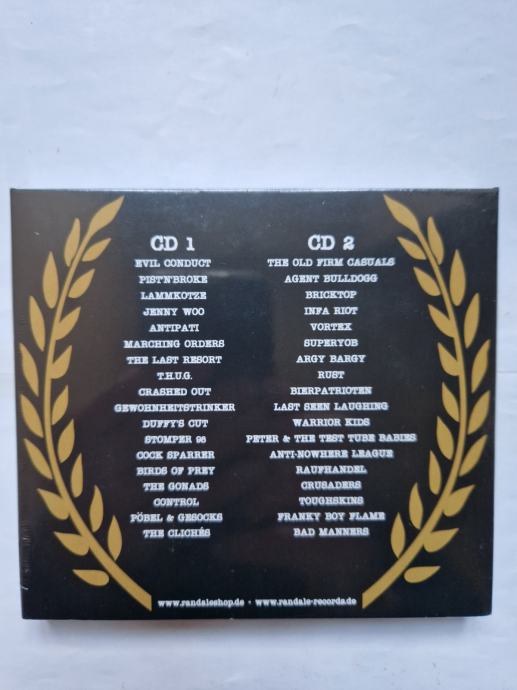 CD 1
EVIL CONDUCT
PIST'N'BROKE
LAMMKOTZE
JENNY WOO
ANTIPATI
MARCHING ORDERS
THE LAST RESORT
T.H.U.G.
CRASHED OUT
GEWOHNHEITSTRINKER
DUFFY'S CUT
STOMPER 98
COCK SPARRER
BIRDS OF PREY
THE GONADS
CONTROL
PÖBEL & GESOCKS
THE CLICHÉS
CD 2
THE OLD FIRM CASUALS
AGENT BULLDOGG
BRICKTOP
INFA RIOT
VORTEX
SUPERYOB
ARGY BARGY
RUST
BIERPATRIOTEN
LAST SEEN LAUGHING
WARRIOR KIDS
PETER & THE TEST TUBE BABIES
ANTI-NOWHERE LEAGUE
RAUFHANDEL
CRUSADERS
TOUGHSKINS
FRANKY BOY FLAME
BAD MANNERS
www.randaleshop.de · www.randale-records.de